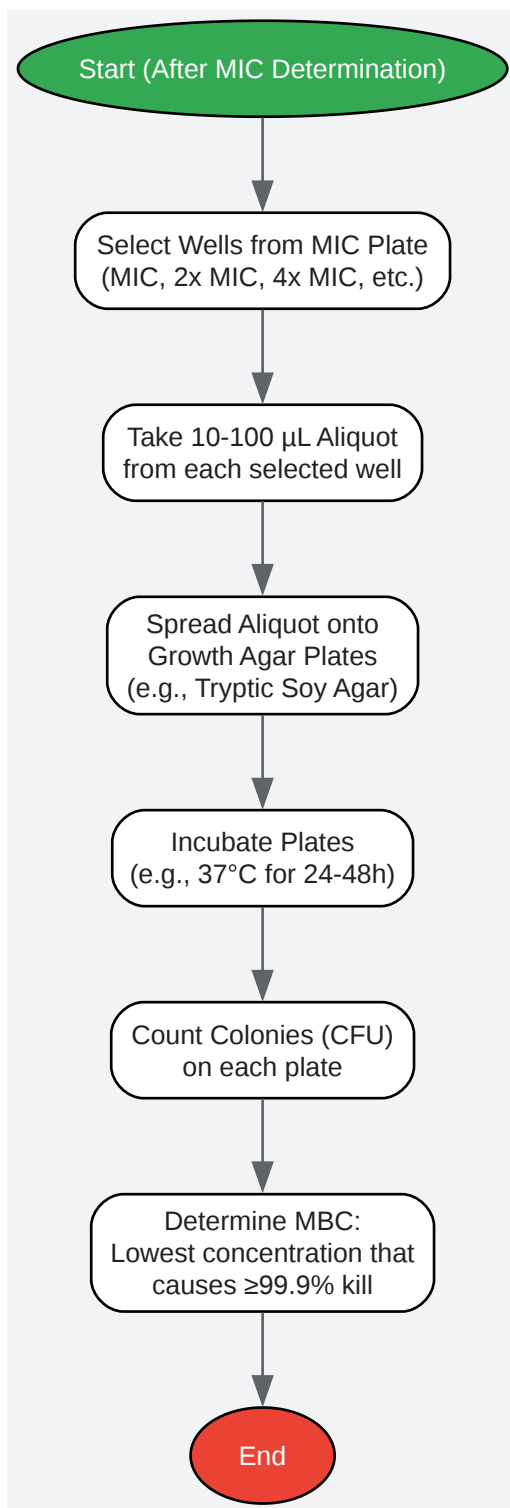 Start (After MIC Determination)
Select Wells from MIC Plate
(MIC, 2x MIC, 4x MIC, etc.)
Take 10-100 µL Aliquot
from each selected well
Spread Aliquot onto
Growth Agar Plates
(e.g., Tryptic Soy Agar)
Incubate Plates
(e.g., 37°C for 24-48h)
Count Colonies (CFU)
on each plate
Determine MBC:
Lowest concentration that
causes ≥99.9% kill
End